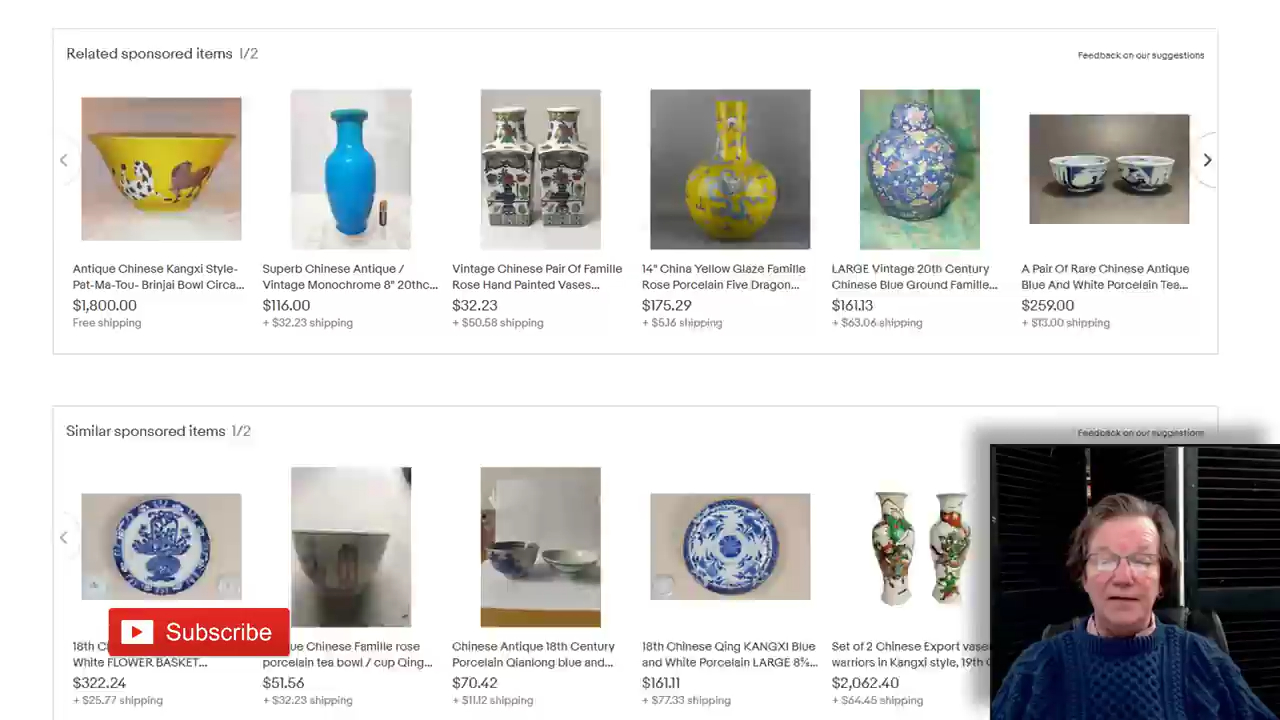 Related sponsored items 1/2
Feedback on our suggestions
Antique Chinese Kangxi Style-
Pat-Ma-Tou- Brinjai Bowl Circa...
$1,800.00
Free shipping
Superb Chinese Antique /
Vintage Monochrome 8" 20thc...
$116.00
+ $32.23 shipping
Vintage Chinese Pair Of Famille
Rose Hand Painted Vases...
$32.23
+ $50.58 shipping
14" China Yellow Glaze Famille
Rose Porcelain Five Dragon...
$175.29
+ $5.16 shipping
LARGE Vintage 20th Century
Chinese Blue Ground Famille...
$161.13
+ $63.06 shipping
A Pair Of Rare Chinese Antique
Blue And White Porcelain Tea...
$259.00
+ $13.00 shipping
Similar sponsored items 1/2
Feedback on our suggestions
18th
White FLOWER BASKET...
$322.24
+ $25.77 shipping
Subscribe
Chinese Famille rose
porcelain tea bowl / cup Qing...
$51.56
+ $32.23 shipping
Chinese Antique 18th Century
Porcelain Qianlong blue and...
$70.42
+ $11.12 shipping
18th Chinese Qing KANGXI Blue
and White Porcelain LARGE 8¾...
$161.11
+ $77.33 shipping
Set of 2 Chinese Export vase
warriors in Kangxi style, 19th
$2,062.40
+ $64.45 shipping